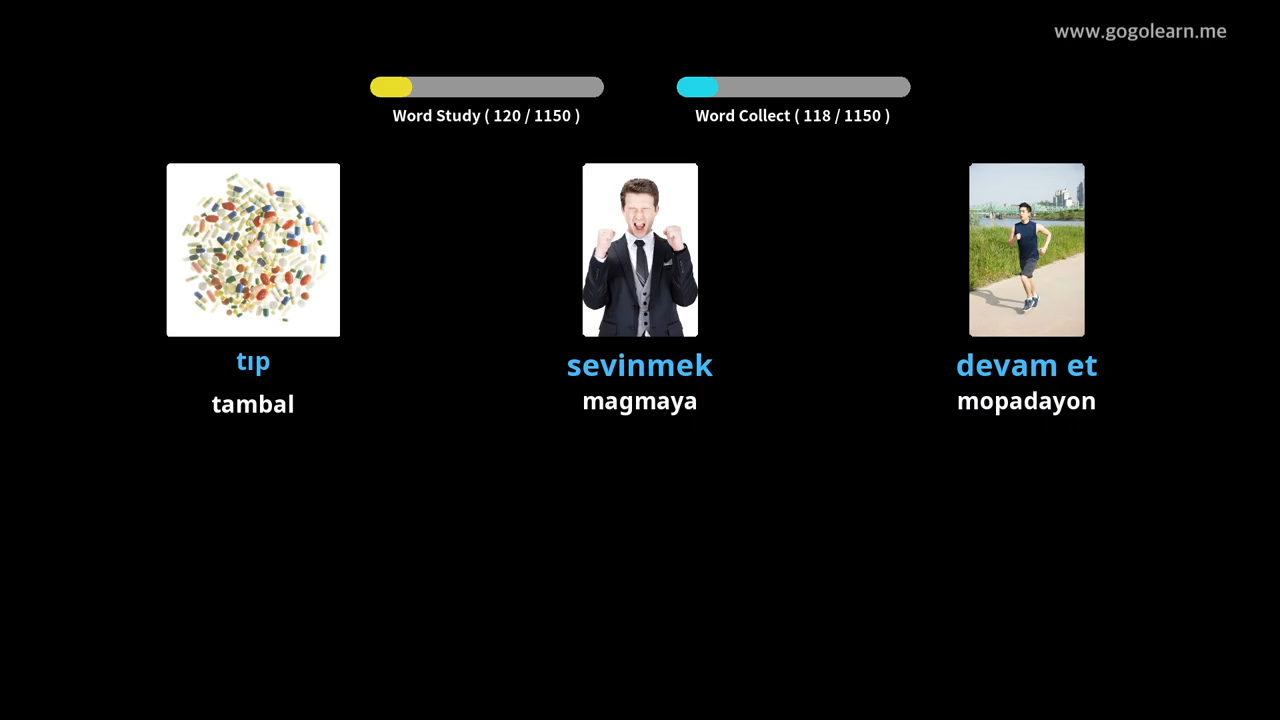 www.gogolearn.me
Word Study ( 120 / 1150 )
Word Collect ( 118 / 1150 )
tıp
tambal
sevinmek
magmaya
devam et
mopadayon